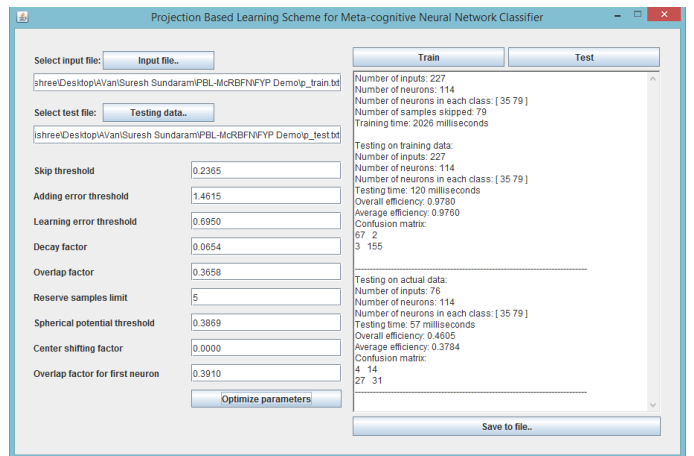 Projection Based Learning Scheme for Meta-cognitive Neural Network Classifier
Select input file: Input file..
shree\Desktop\AVan\Suresh Sundaram\PBL-McRBFN\FYP Demo\p_train.txt
Select test file: Testing data..
ishree\Desktop\AVan\Suresh Sundaram\PBL-McRBFN\FYP Demo\p_test.txt
Skip threshold 0.2365
Adding error threshold 1.4615
Learning error threshold 0.6950
Decay factor 0.0654
Overlap factor 0.3658
Reserve samples limit 5
Spherical potential threshold 0.3869
Center shifting factor 0.0000
Overlap factor for first neuron 0.3910
Optimize parameters
Train Test
Number of inputs: 227
Number of neurons: 114
Number of neurons in each class: [ 35 79 ]
Number of samples skipped: 79
Training time: 2026 milliseconds
Testing on training data:
Number of inputs: 227
Number of neurons: 114
Number of neurons in each class: [ 35 79 ]
Testing time: 120 milliseconds
Overall efficiency: 0.9780
Average efficiency: 0.9760
Confusion matrix:
67 2
3 155
Testing on actual data:
Number of inputs: 76
Number of neurons: 114
Number of neurons in each class: [ 35 79 ]
Testing time: 57 milliseconds
Overall efficiency: 0.4605
Average efficiency: 0.3784
Confusion matrix:
4 14
27 31
Save to file..